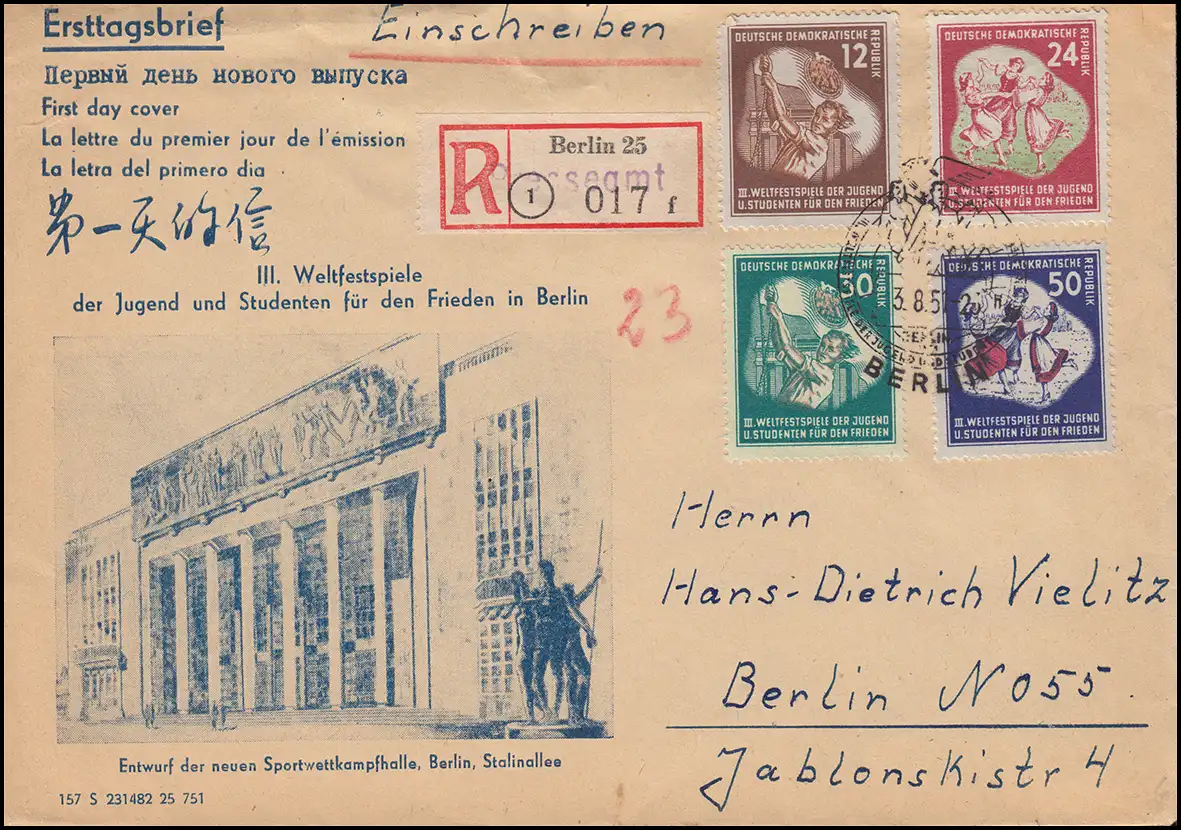 Ersttagsbrief
Первый день нового выпуска
First day cover
La lettre du premier jour de l'émission
La letra del primero dia
第一天的信
Einschreiben
R
Berlin 25
Presseamt
1 017 f
DEUTSCHE DEMOKRATISCHE REPUBLIK
12
III. WELTFESTSPIELE DER JUGEND
U. STUDENTEN FÜR DEN FRIEDEN
DEUTSCHE DEMOKRATISCHE REPUBLIK
24
III. WELTFESTSPIELE DER JUGEND
U. STUDENTEN FÜR DEN FRIEDEN
DEUTSCHE DEMOKRATISCHE REPUBLIK
30
III. WELTFESTSPIELE DER JUGEND
U. STUDENTEN FÜR DEN FRIEDEN
DEUTSCHE DEMOKRATISCHE REPUBLIK
50
III. WELTFESTSPIELE DER JUGEND
U. STUDENTEN FÜR DEN FRIEDEN
3.8.51
BERLIN
III. Weltfestspiele
der Jugend und Studenten für den Frieden in Berlin
23
Entwurf der neuen Sportwettkampfhalle, Berlin, Stalinallee
157 S 231482 25 751
Herrn
Hans-Dietrich Vielitz
Berlin NO55.
Jablonskistr 4